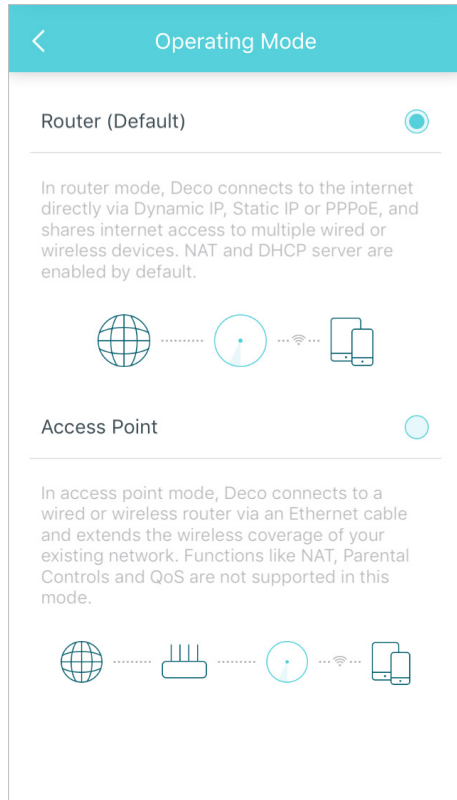 Operating Mode
Router (Default)
In router mode, Deco connects to the internet
directly via Dynamic IP, Static IP or PPPoE, and
shares internet access to multiple wired or
wireless devices. NAT and DHCP server are
enabled by default.
Access Point
In access point mode, Deco connects to a
wired or wireless router via an Ethernet cable
and extends the wireless coverage of your
existing network. Functions like NAT, Parental
Controls and QoS are not supported in this
mode.